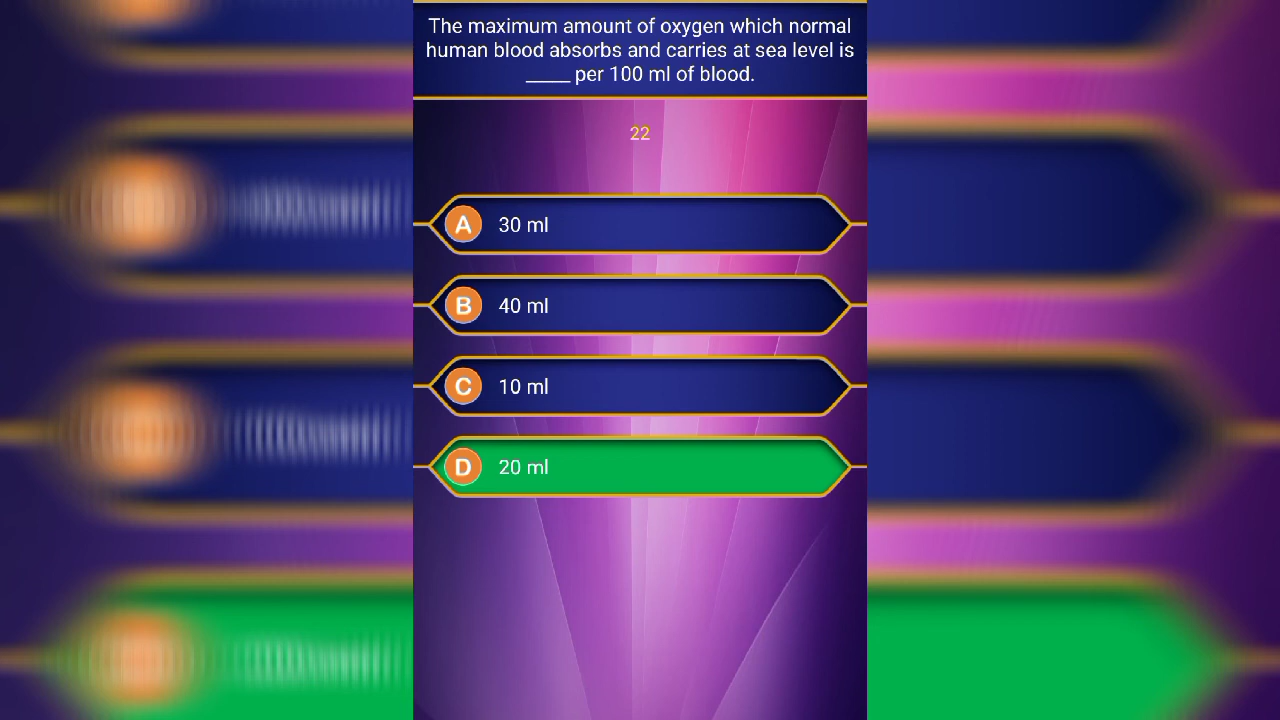 The maximum amount of oxygen which normal
human blood absorbs and carries at sea level is
____ per 100 ml of blood.
22
A 30 ml
B 40 ml
C 10 ml
D 20 ml